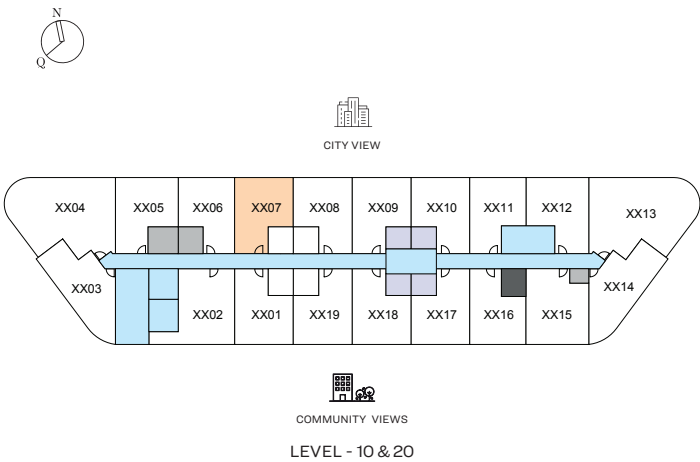 N
Q
CITY VIEW
XX04
XX05
XX06
XX07
XX08
XX09
XX10
XX11
XX12
XX13
XX03
XX14
XX02
XX01
XX19
XX18
XX17
XX16
XX15
COMMUNITY VIEWS
LEVEL - 10 & 20